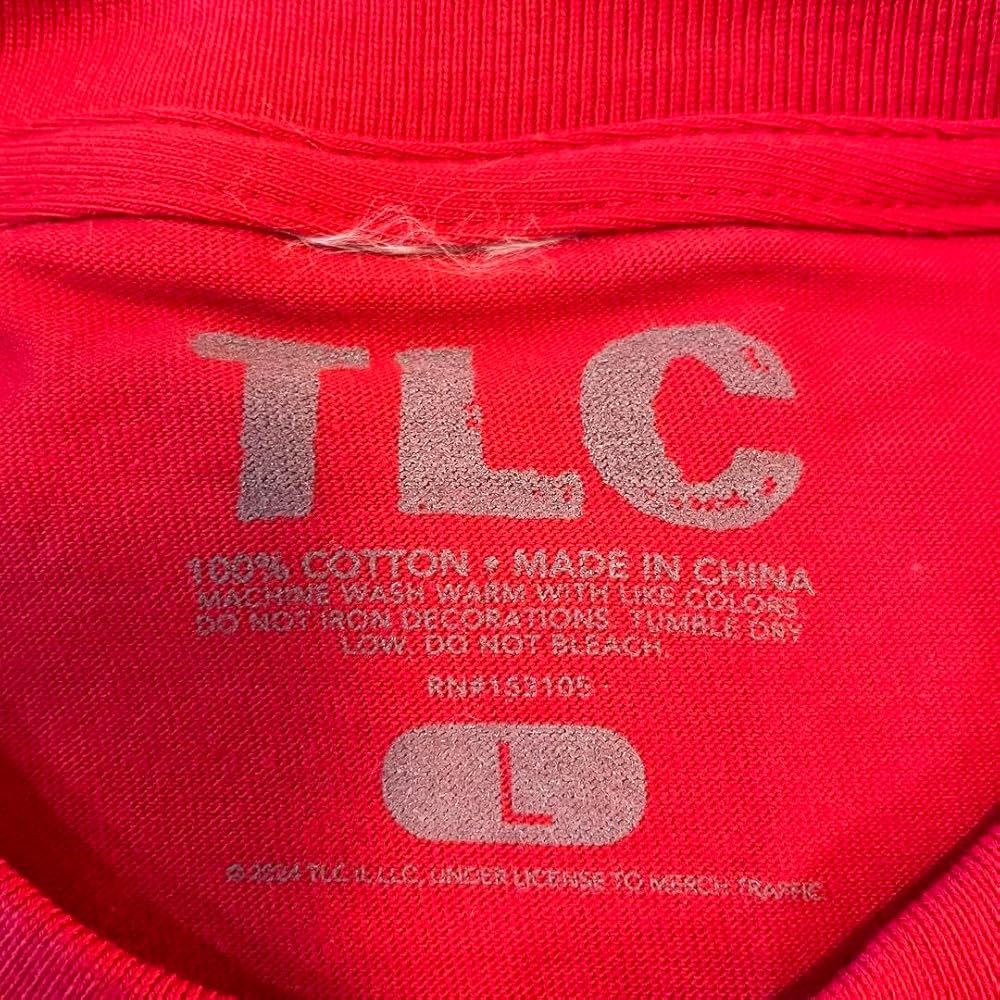 TLC
100% COTTON • MADE IN CHINA
MACHINE WASH WARM WITH LIKE COLORS.
DO NOT IRON DECORATIONS. TUMBLE DRY
LOW. DO NOT BLEACH.
RN#153105
L
© 2024 TLC II, LLC, UNDER LICENSE TO MERCH TRAFFIC